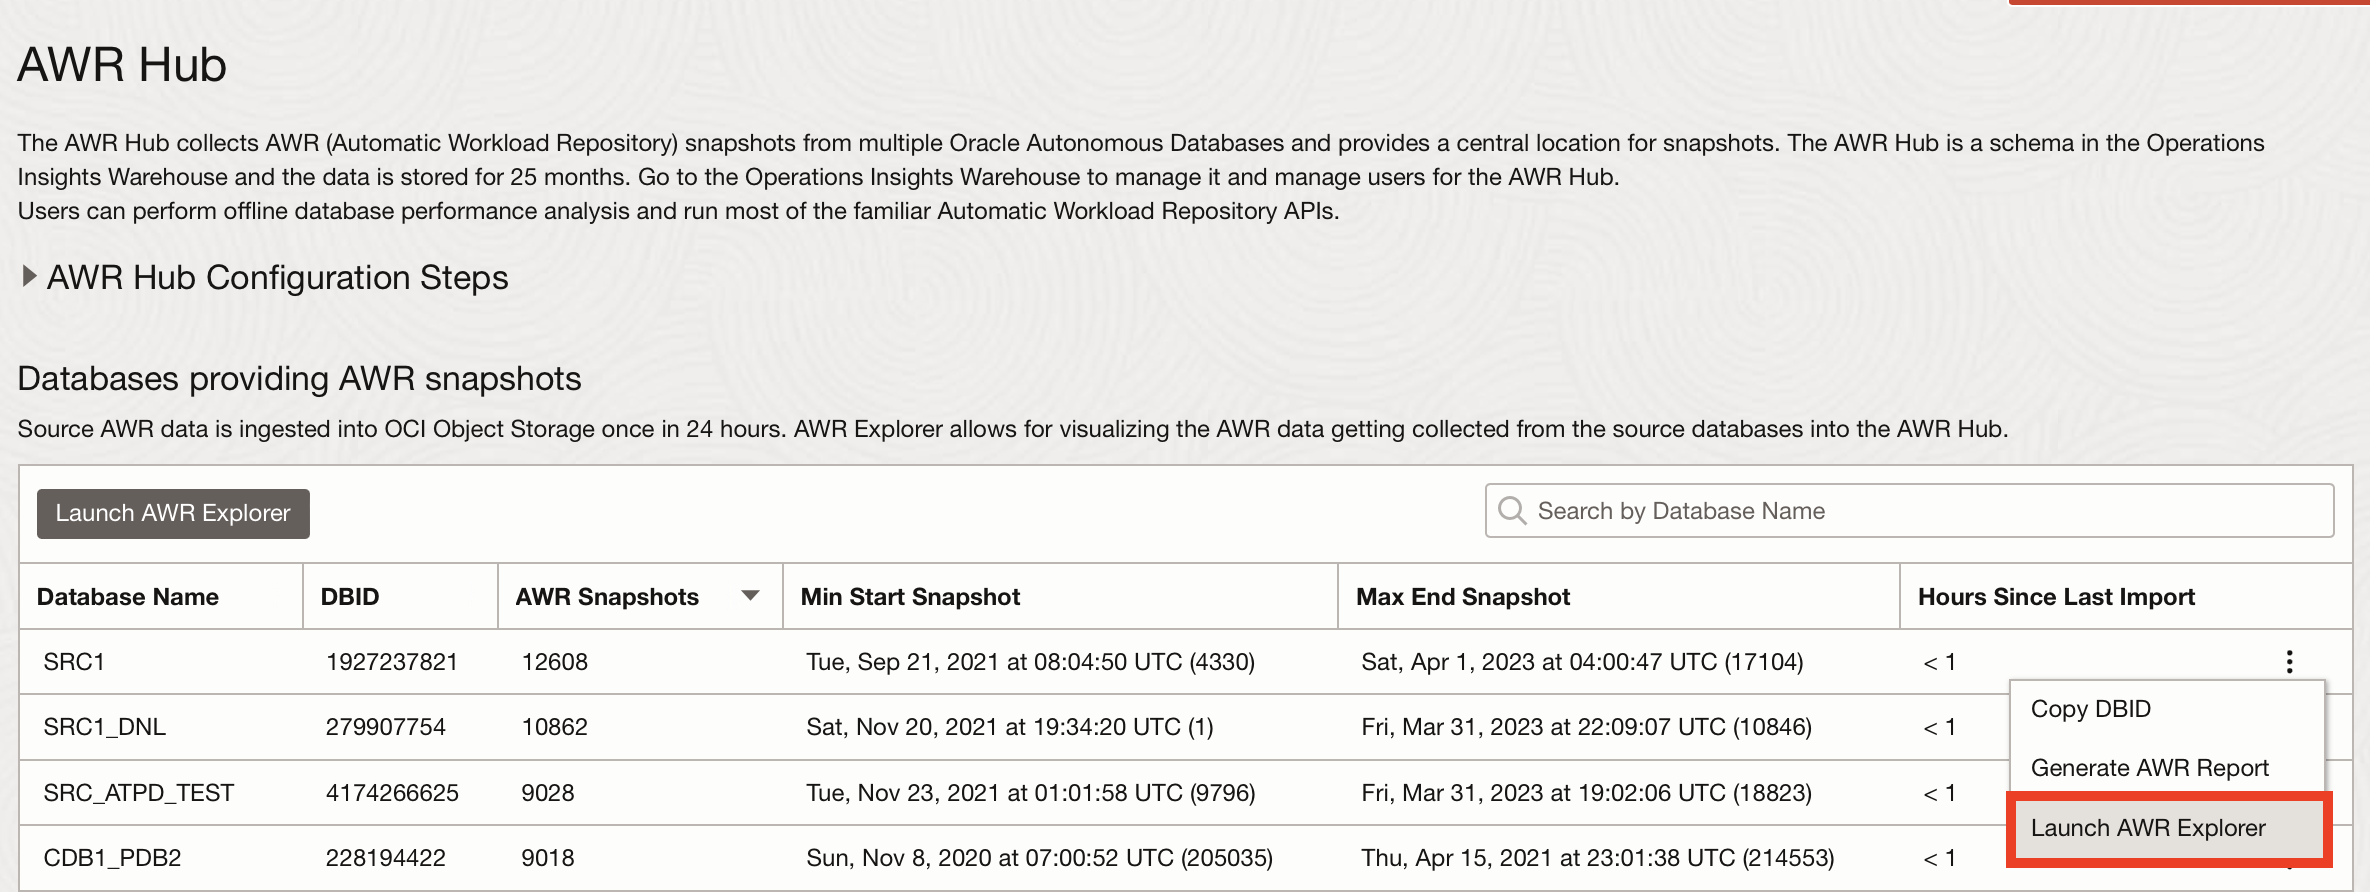 AWR Hub
The AWR Hub collects AWR (Automatic Workload Repository) snapshots from multiple Oracle Autonomous Databases and provides a central location for snapshots. The AWR Hub is a schema in the Operations
Insights Warehouse and the data is stored for 25 months. Go to the Operations Insights Warehouse to manage it and manage users for the AWR Hub.
Users can perform offline database performance analysis and run most of the familiar Automatic Workload Repository APIs.
AWR Hub Configuration Steps
Databases providing AWR snapshots
Source AWR data is ingested into OCI Object Storage once in 24 hours. AWR Explorer allows for visualizing the AWR data getting collected from the source databases into the AWR Hub.
Launch AWR Explorer Search by Database Name
Database Name DBID AWR Snapshots Min Start Snapshot Max End Snapshot Hours Since Last Import
SRC1 1927237821 12608 Tue, Sep 21, 2021 at 08:04:50 UTC (4330) Sat, Apr 1, 2023 at 04:00:47 UTC (17104) < 1
SRC1_DNL 279907754 10862 Sat, Nov 20, 2021 at 19:34:20 UTC (1) Fri, Mar 31, 2023 at 22:09:07 UTC (10846) < 1
SRC_ATPD_TEST 4174266625 9028 Tue, Nov 23, 2021 at 01:01:58 UTC (9796) Fri, Mar 31, 2023 at 19:02:06 UTC (18823) < 1
CDB1_PDB2 228194422 9018 Sun, Nov 8, 2020 at 07:00:52 UTC (205035) Thu, Apr 15, 2021 at 23:01:38 UTC (214553) < 1
Copy DBID
Generate AWR Report
Launch AWR Explorer